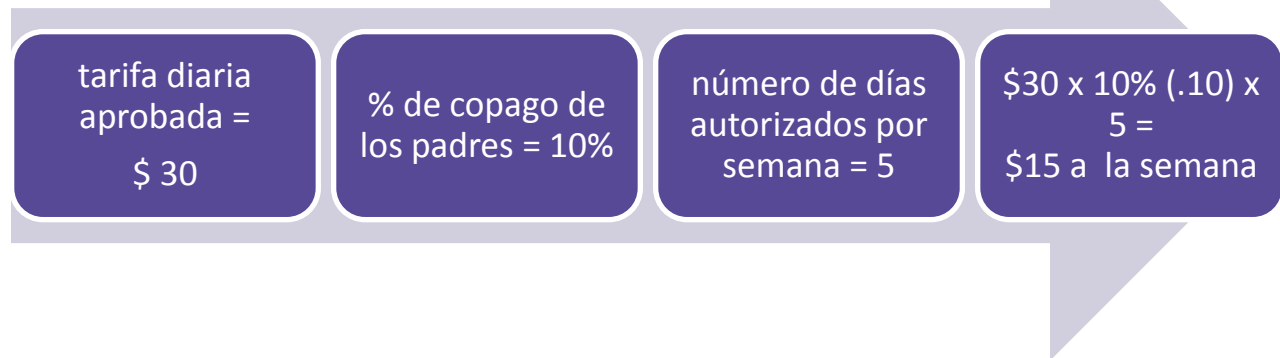 tarifa diaria
aprobada =
$ 30
% de copago de
los padres = 10%
número de días
autorizados por
semana = 5
$30 x 10% (.10) x
5 =
$15 a  la semana